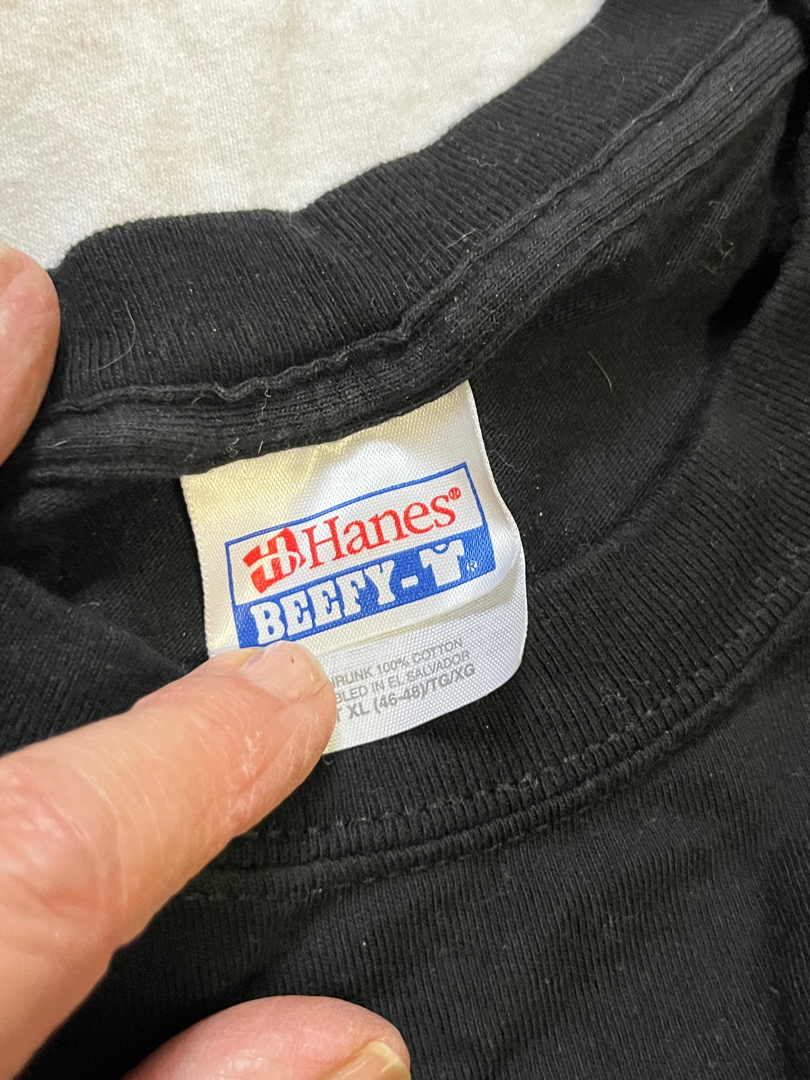 Hanes®
BEEFY-T®
100% COTTON
IN EL SALVADOR
XL (46-48)/TG/XG